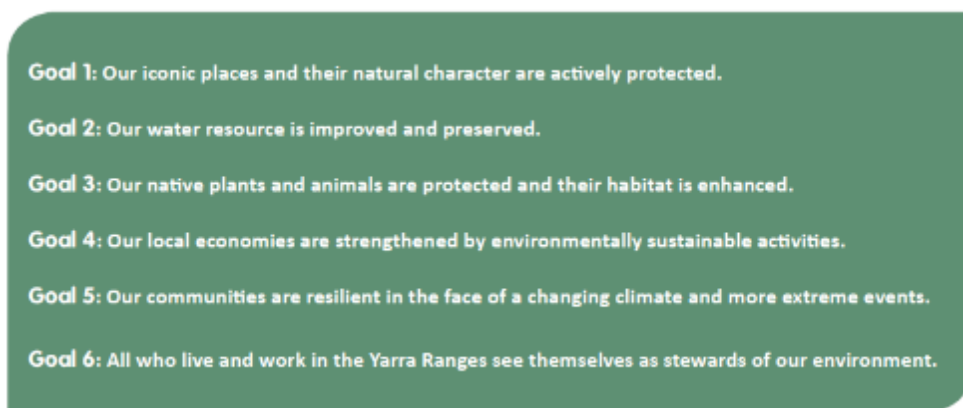 Goal 1: Our iconic places and their natural character are actively protected.
Goal 2: Our water resource is improved and preserved.
Goal 3: Our native plants and animals are protected and their habitat is enhanced.
Goal 4: Our local economies are strengthened by environmentally sustainable activities.
Goal 5: Our communities are resilient in the face of a changing climate and more extreme events.
Goal 6: All who live and work in the Yarra Ranges see themselves as stewards of our environment.